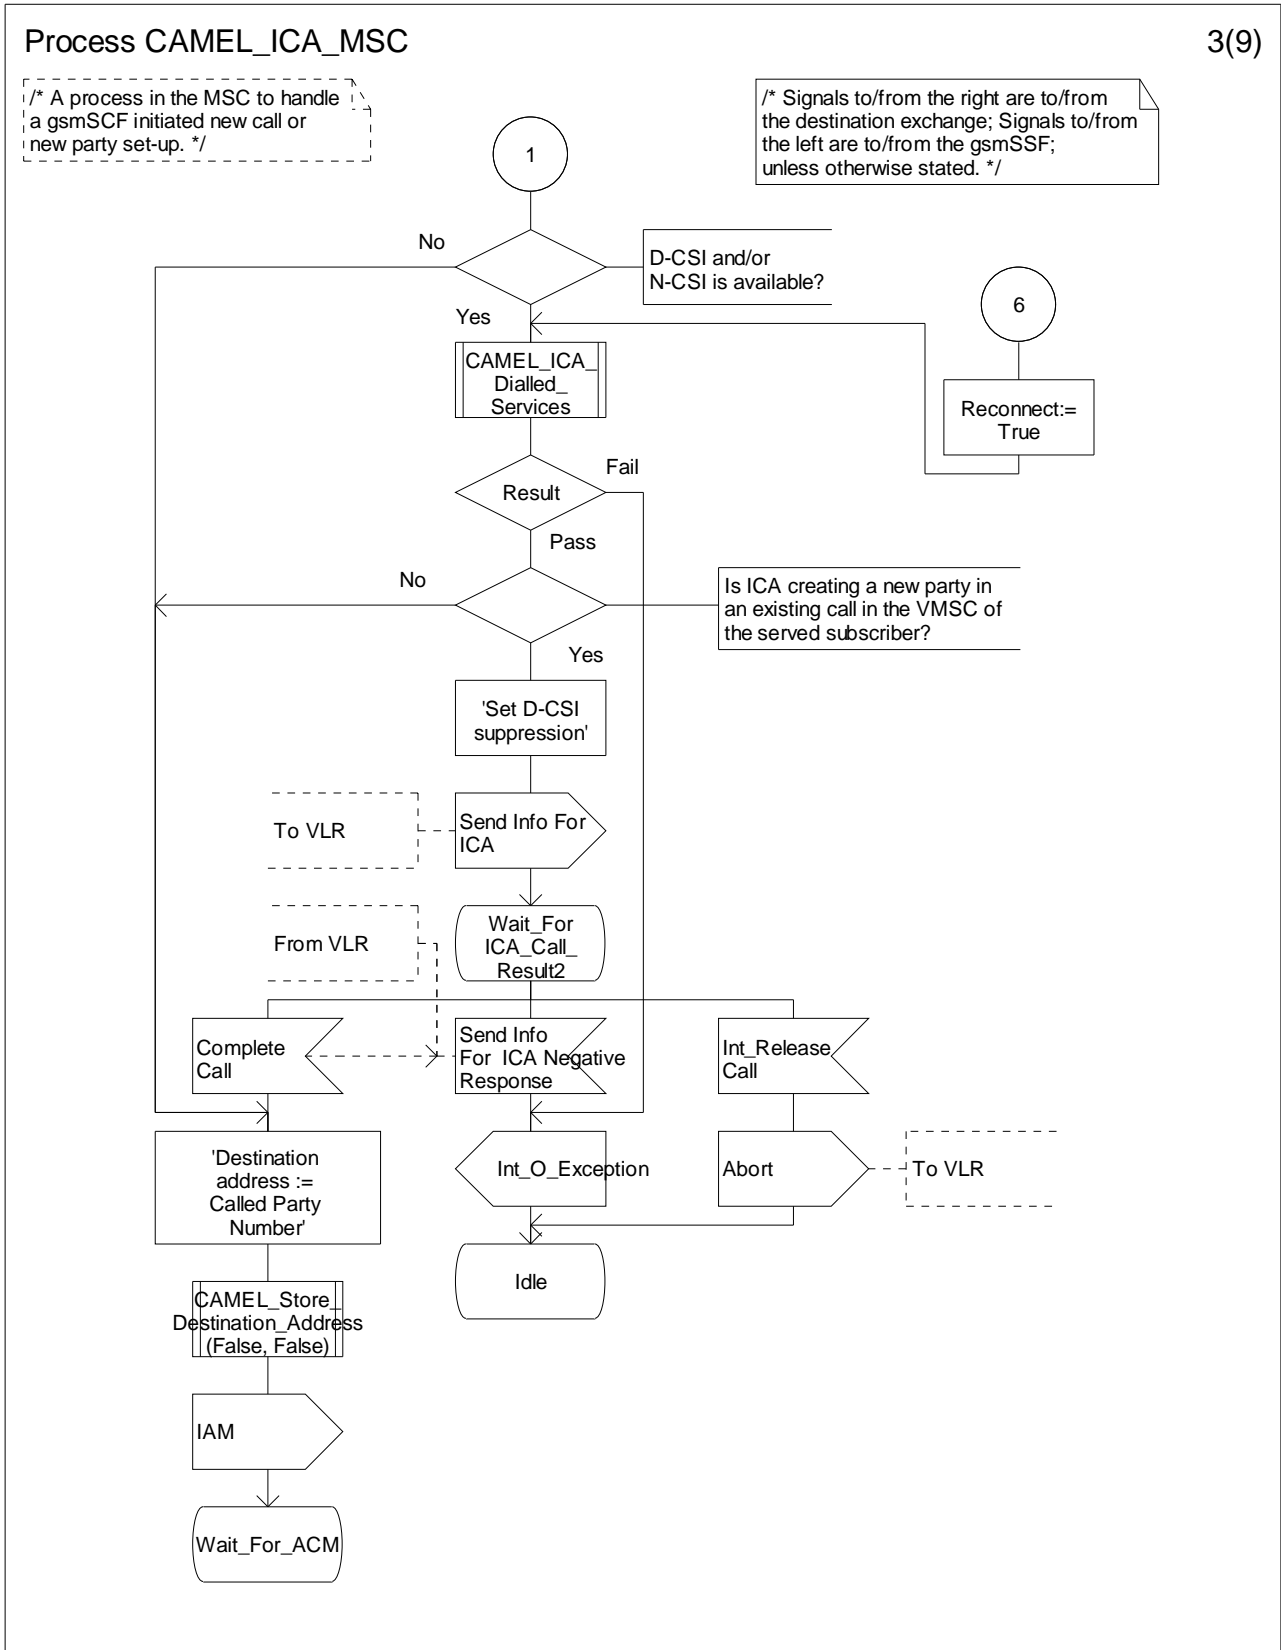 Process CAMEL_ICA_MSC
3(9)
/* A process in the MSC to handle
a gsmSCF initiated new call or
new party set-up. */
/* Signals to/from the right are to/from
the destination exchange; Signals to/from
the left are to/from the gsmSSF;
unless otherwise stated. */
1
No
D-CSI and/or
N-CSI is available?
6
Yes
CAMEL_ICA_
Dialled_
Services
Reconnect:=
True
Fail
Result
Pass
No
Is ICA creating a new party in
an existing call in the VMSC of
the served subscriber?
Yes
'Set D-CSI
suppression'
To VLR
Send Info For
ICA
From VLR
Wait_For
ICA_Call_
Result2
Complete
Call
Send Info
For ICA Negative
Response
Int_Release
Call
'Destination
address :=
Called Party
Number'
Int_O_Exception
Abort
To VLR
Idle
CAMEL_Store_
Destination_Address
(False, False)
IAM
Wait_For_ACM